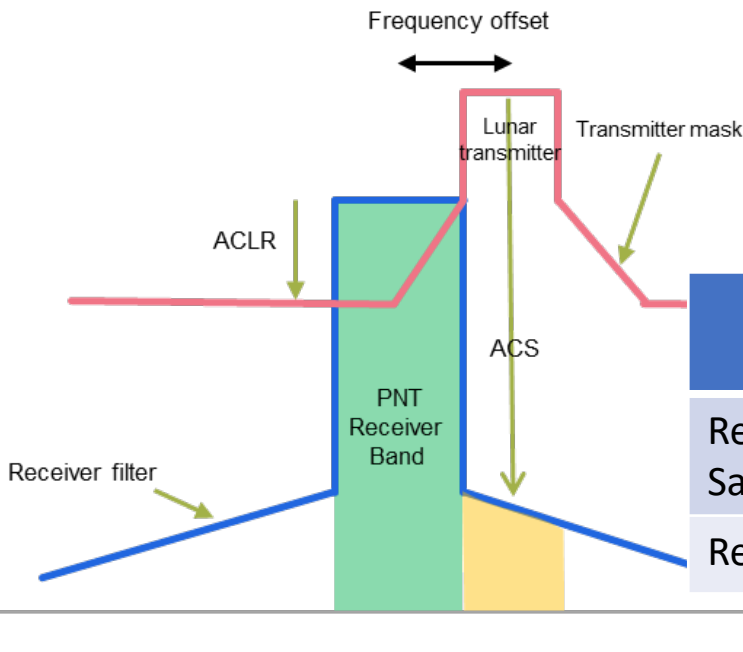 Frequency offset
Lunar
transmitter
Transmitter mask
ACLR
ACS
PNT
Receiver
Band
Receiver filter